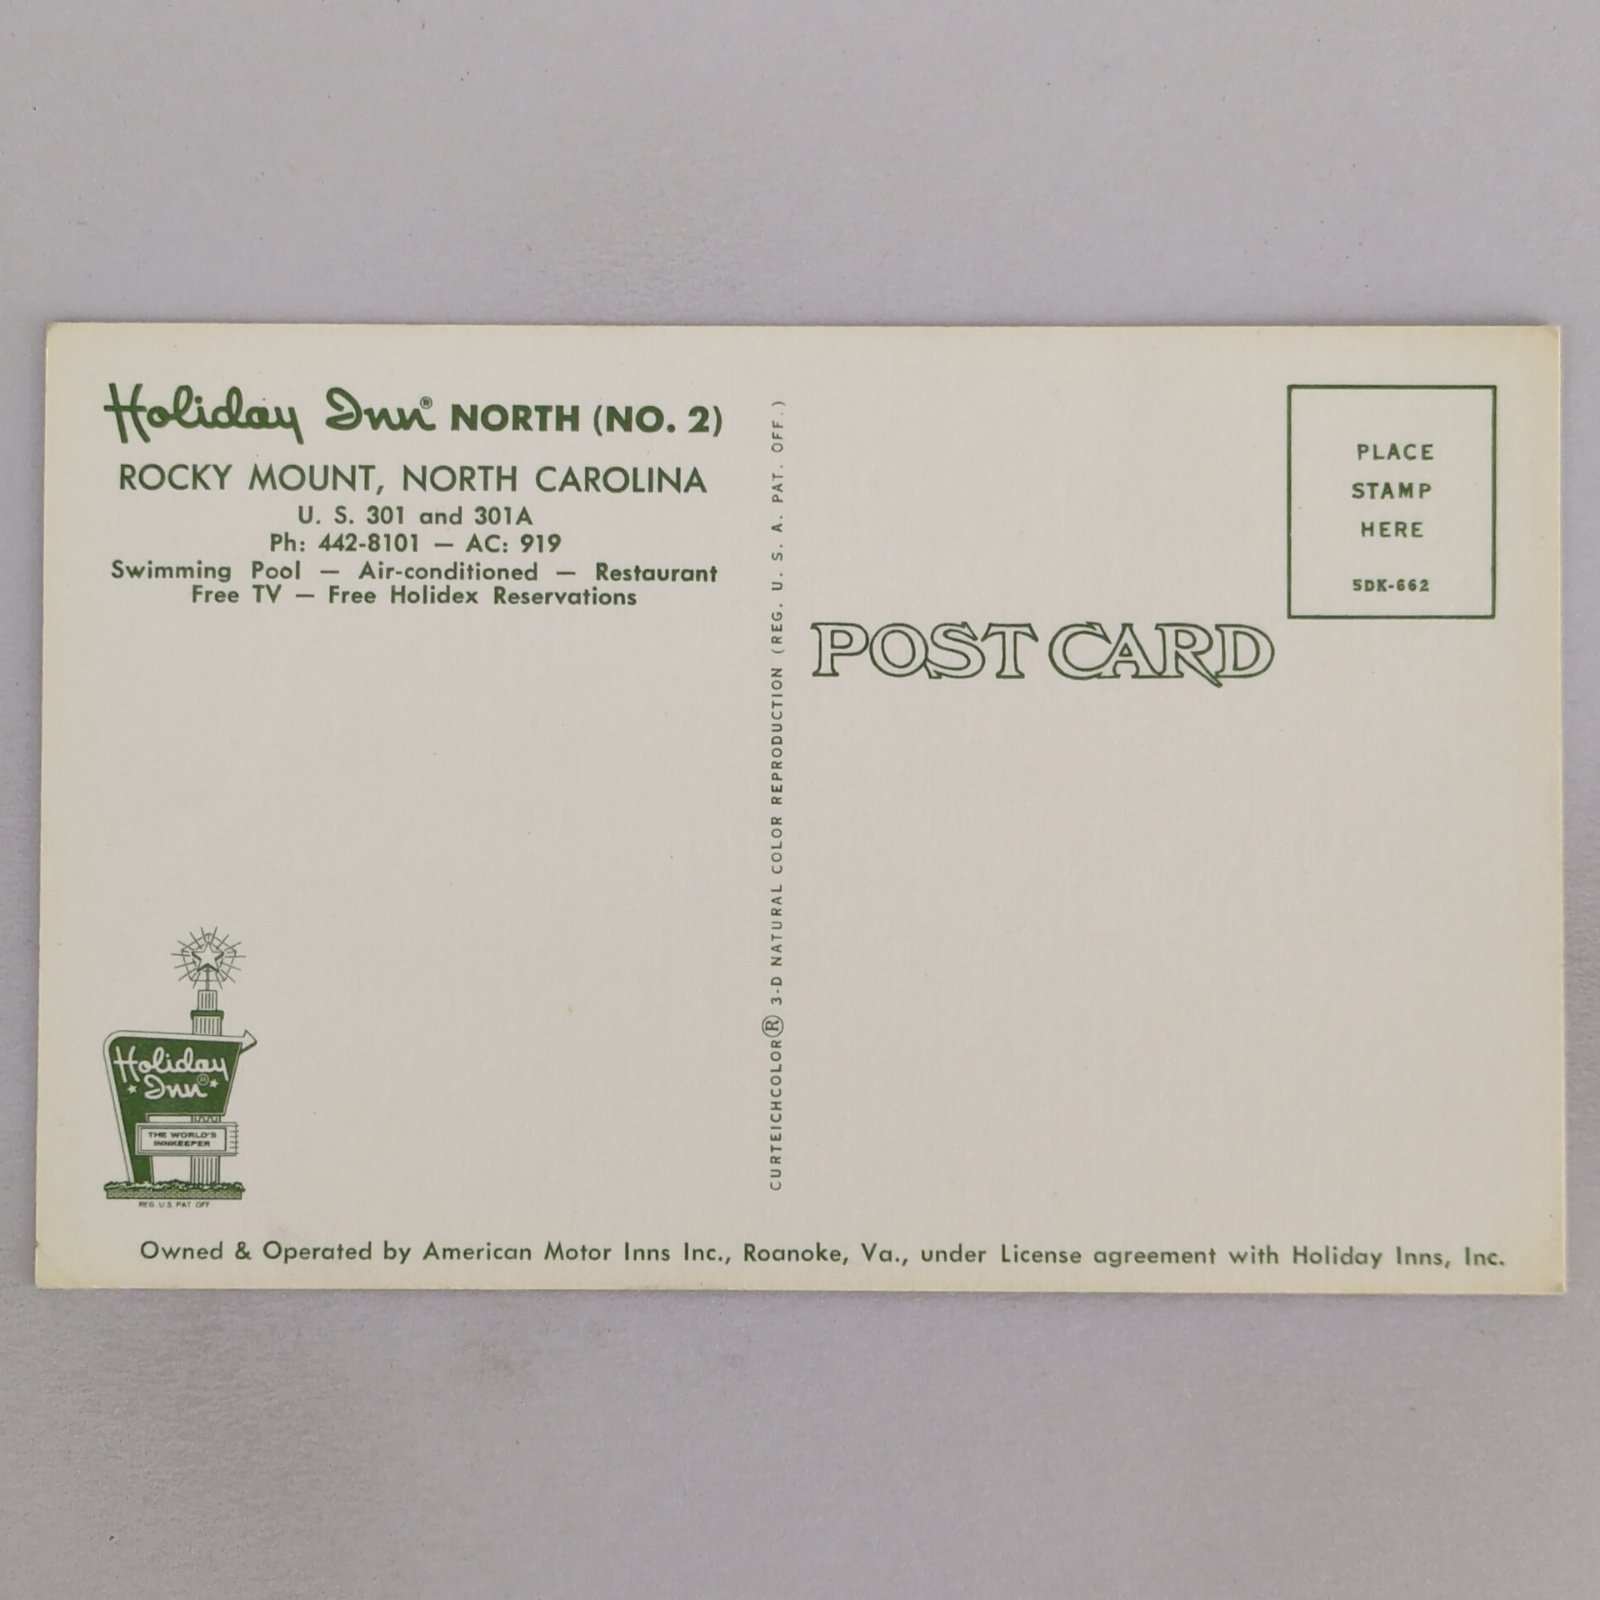 Holiday Inn® NORTH (NO. 2)
ROCKY MOUNT, NORTH CAROLINA
U. S. 301 and 301A
Ph: 442-8101 — AC: 919
Swimming Pool — Air-conditioned — Restaurant
Free TV — Free Holidex Reservations
CURTEICHCOLOR® 3-D NATURAL COLOR REPRODUCTION (REG. U. S. A. PAT. OFF.)
PLACE
STAMP
HERE
5DK-662
POST CARD
Holiday
Inn®
THE WORLD'S
INNKEEPER
REG. U.S. PAT. OFF
Owned & Operated by American Motor Inns Inc., Roanoke, Va., under License agreement with Holiday Inns, Inc.